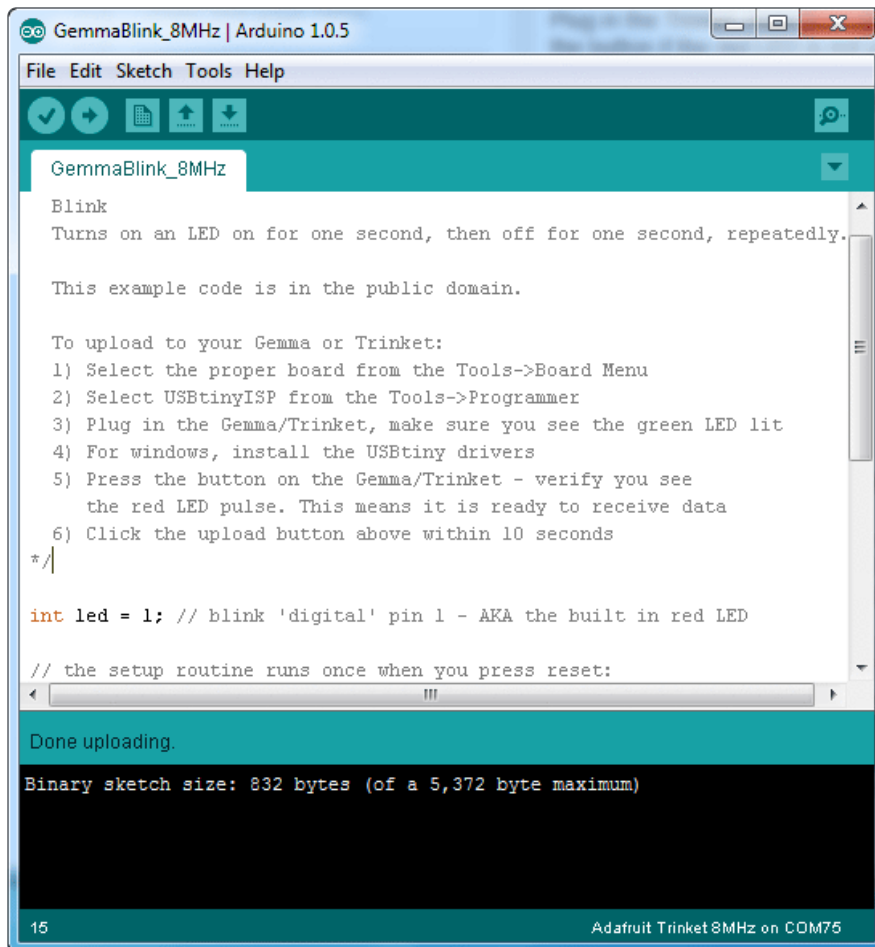 GemmaBlink_8MHz | Arduino 1.0.5
File Edit Sketch Tools Help
GemmaBlink_8MHz
Blink
Turns on an LED on for one second, then off for one second, repeatedly.
This example code is in the public domain.
To upload to your Gemma or Trinket:
1) Select the proper board from the Tools->Board Menu
2) Select USBtinyISP from the Tools->Programmer
3) Plug in the Gemma/Trinket, make sure you see the green LED lit
4) For windows, install the USBtiny drivers
5) Press the button on the Gemma/Trinket - verify you see
the red LED pulse. This means it is ready to receive data
6) Click the upload button above within 10 seconds
*/
int led = 1; // blink 'digital' pin 1 - AKA the built in red LED
// the setup routine runs once when you press reset:
Done uploading.
Binary sketch size: 832 bytes (of a 5,372 byte maximum)
15
Adafruit Trinket 8MHz on COM75